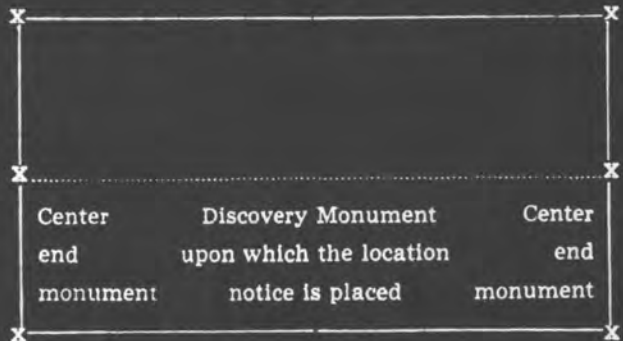 X X
X X
Center Discovery Monument Center
end upon which the location end
monument notice is placed monument
X X